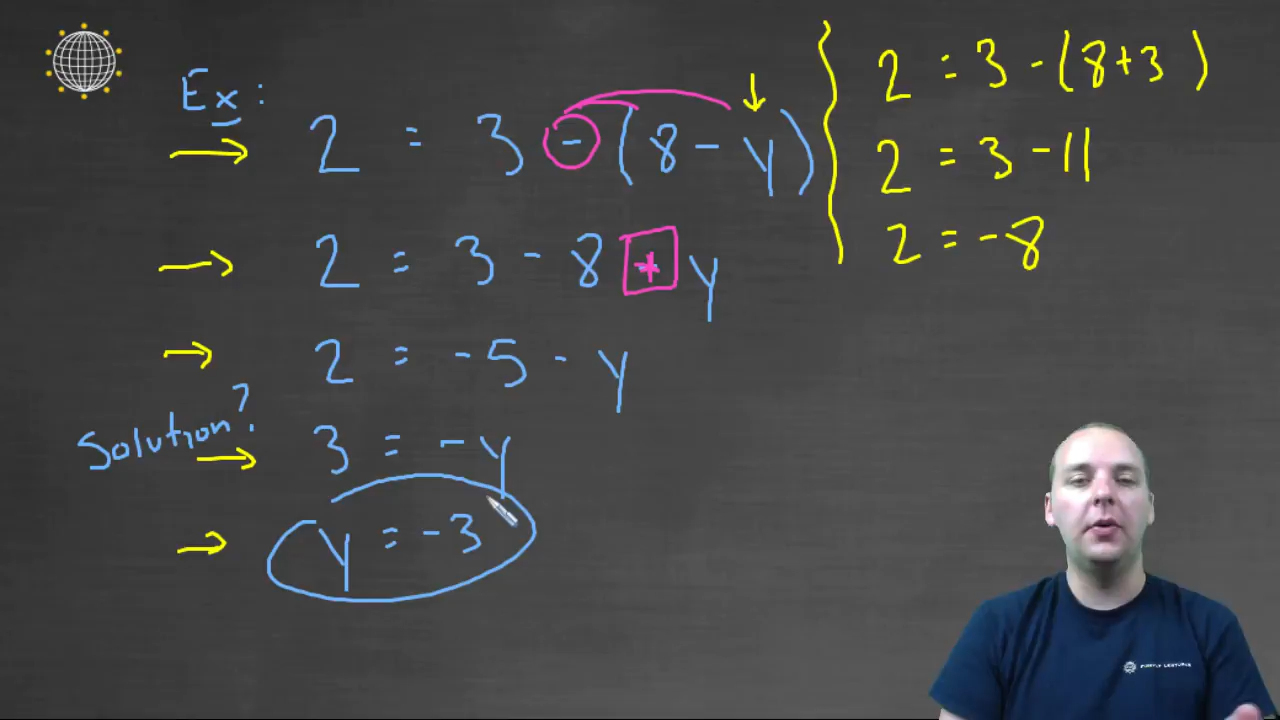 Ex:
2 = 3 - (8 - y)
2 = 3 - 8 + y
2 = -5 - y
Solution?
3 = -y
y = -3
2 = 3 - (8+3)
2 = 3 - 11
2 = -8